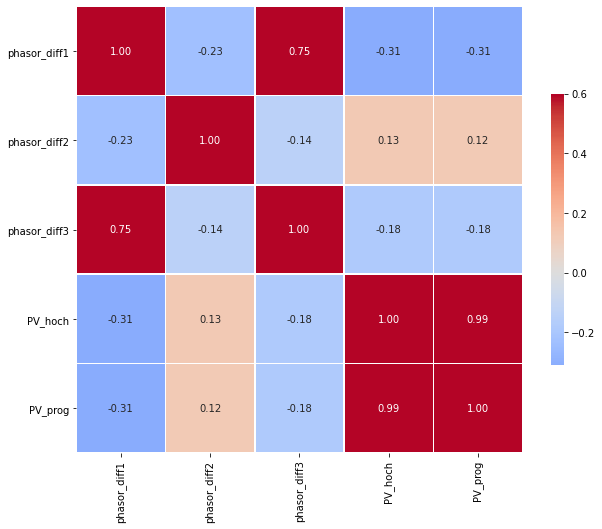 phasor_diff1 1.00 -0.23 0.75 -0.31 -0.31
phasor_diff2 -0.23 1.00 -0.14 0.13 0.12
phasor_diff3 0.75 -0.14 1.00 -0.18 -0.18
PV_hoch -0.31 0.13 -0.18 1.00 0.99
PV_prog -0.31 0.12 -0.18 0.99 1.00
phasor_diff1
phasor_diff2
phasor_diff3
PV_hoch
PV_prog
0.6
0.4
0.2
0.0
−0.2